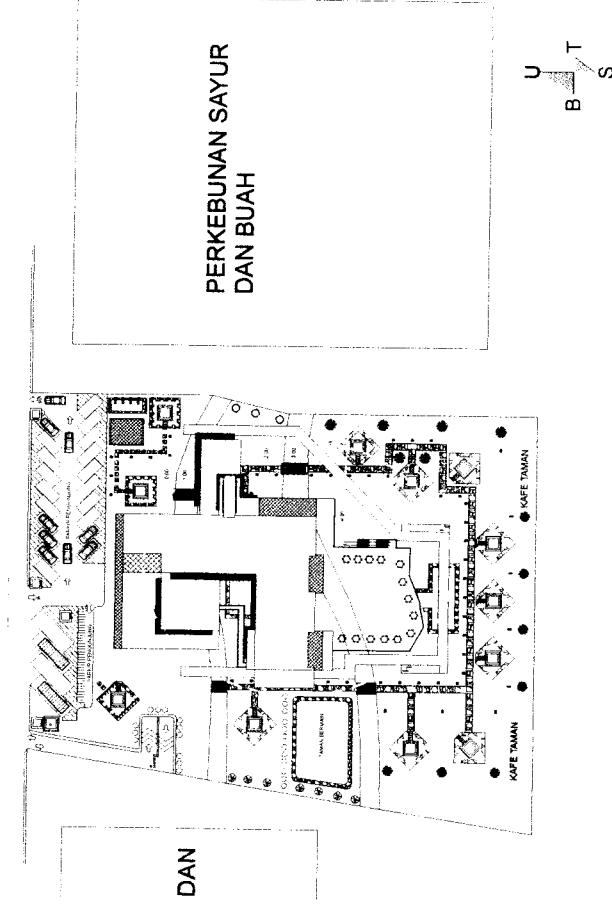 PERKEBUNAN SAYUR
DAN BUAH
U
T
B
S
DAN
KAFE TAMAN
KAFE TAMAN
TAMAN BERMAIN